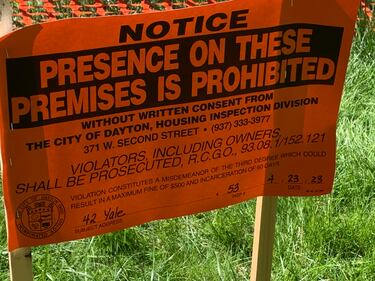 NOTICE
PRESENCE ON THESE
PREMISES IS PROHIBITED
WITHOUT WRITTEN CONSENT FROM
THE CITY OF DAYTON, HOUSING INSPECTION DIVISION
371 W. SECOND STREET • (937) 333-3977
VIOLATORS, INCLUDING OWNERS,
SHALL BE PROSECUTED, R.C.G.O., 93.08.1/152.121
VIOLATION CONSTITUTES A MISDEMEANOR OF THE THIRD DEGREE WHICH COULD
RESULT IN A MAXIMUM FINE OF $500 AND INCARCERATION OF 60 DAYS
53
4 . 23 . 23
DATE
42 Yale
SUBJECT ADDRESS